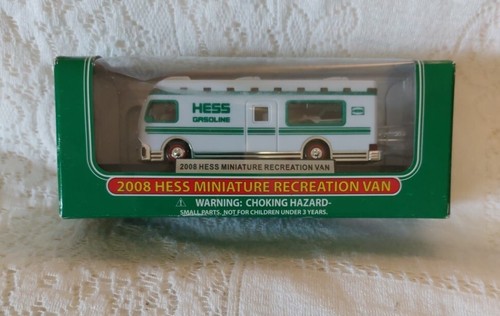 HESS
GASOLINE
HESS
2008 HESS MINIATURE RECREATION VAN
2008 HESS MINIATURE RECREATION VAN
WARNING: CHOKING HAZARD-
SMALL PARTS. NOT FOR CHILDREN UNDER 3 YEARS.